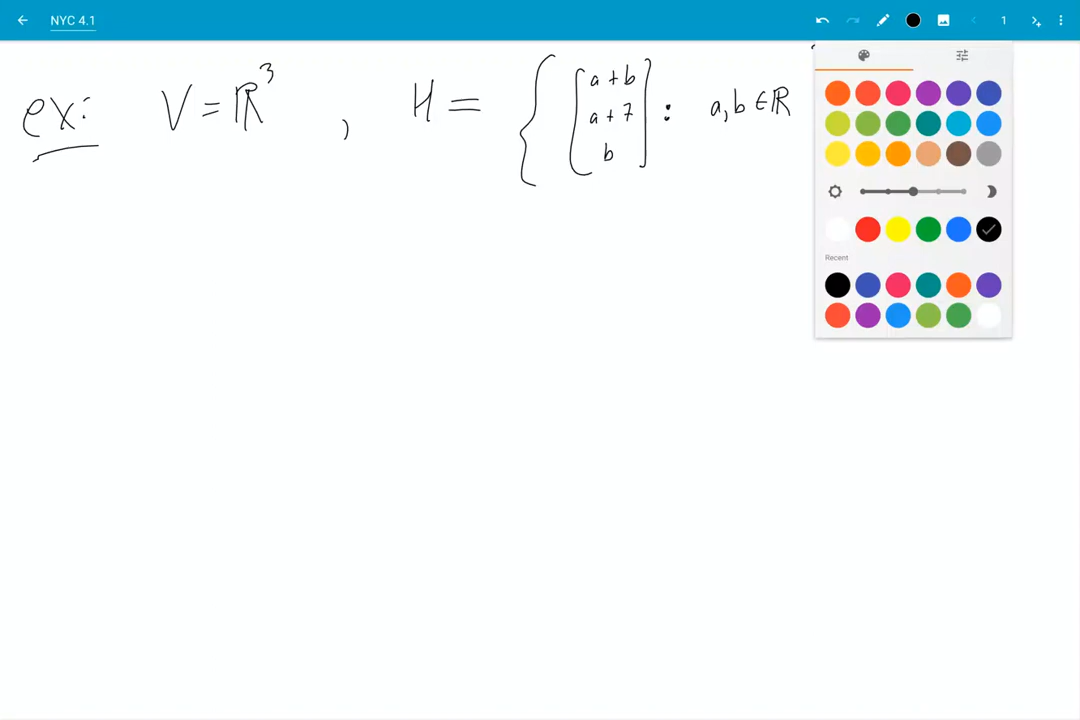 NYC 4.1
1
ex: V = ℝ³ , H = { [ a + b
a + 7
b ] : a, b ∈ ℝ
Recent